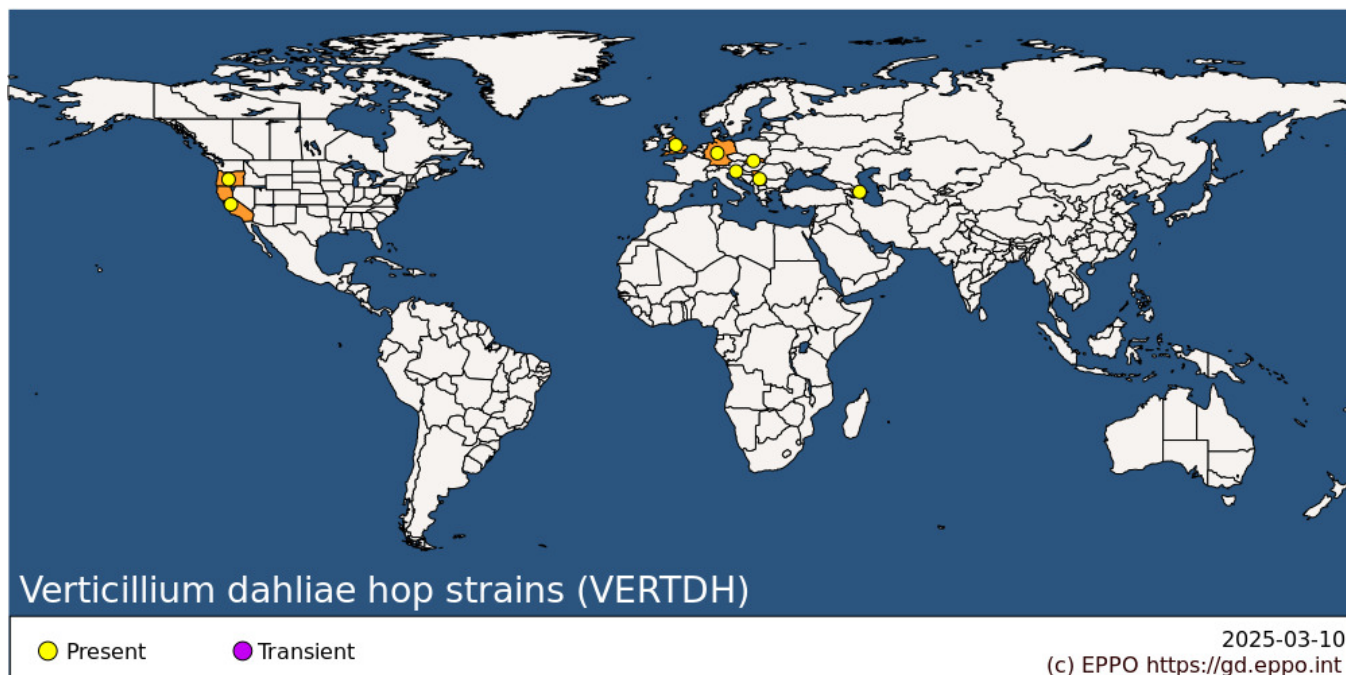 Verticillium dahliae hop strains (VERTDH)
Present
Transient
2025-03-10
(c) EPPO https://gd.eppo.int